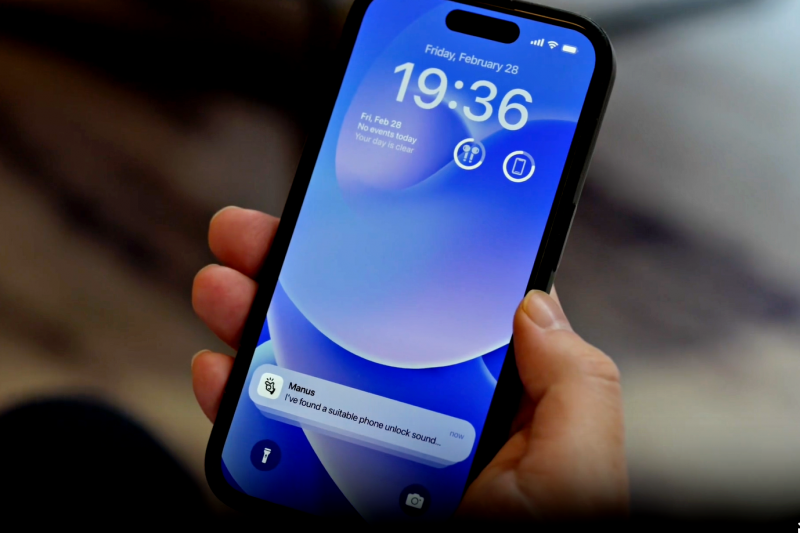 Friday, February 28
19:36
Fri, Feb 28
No events today
Your day is clear
Manus
now
I've found a suitable phone unlock sound...